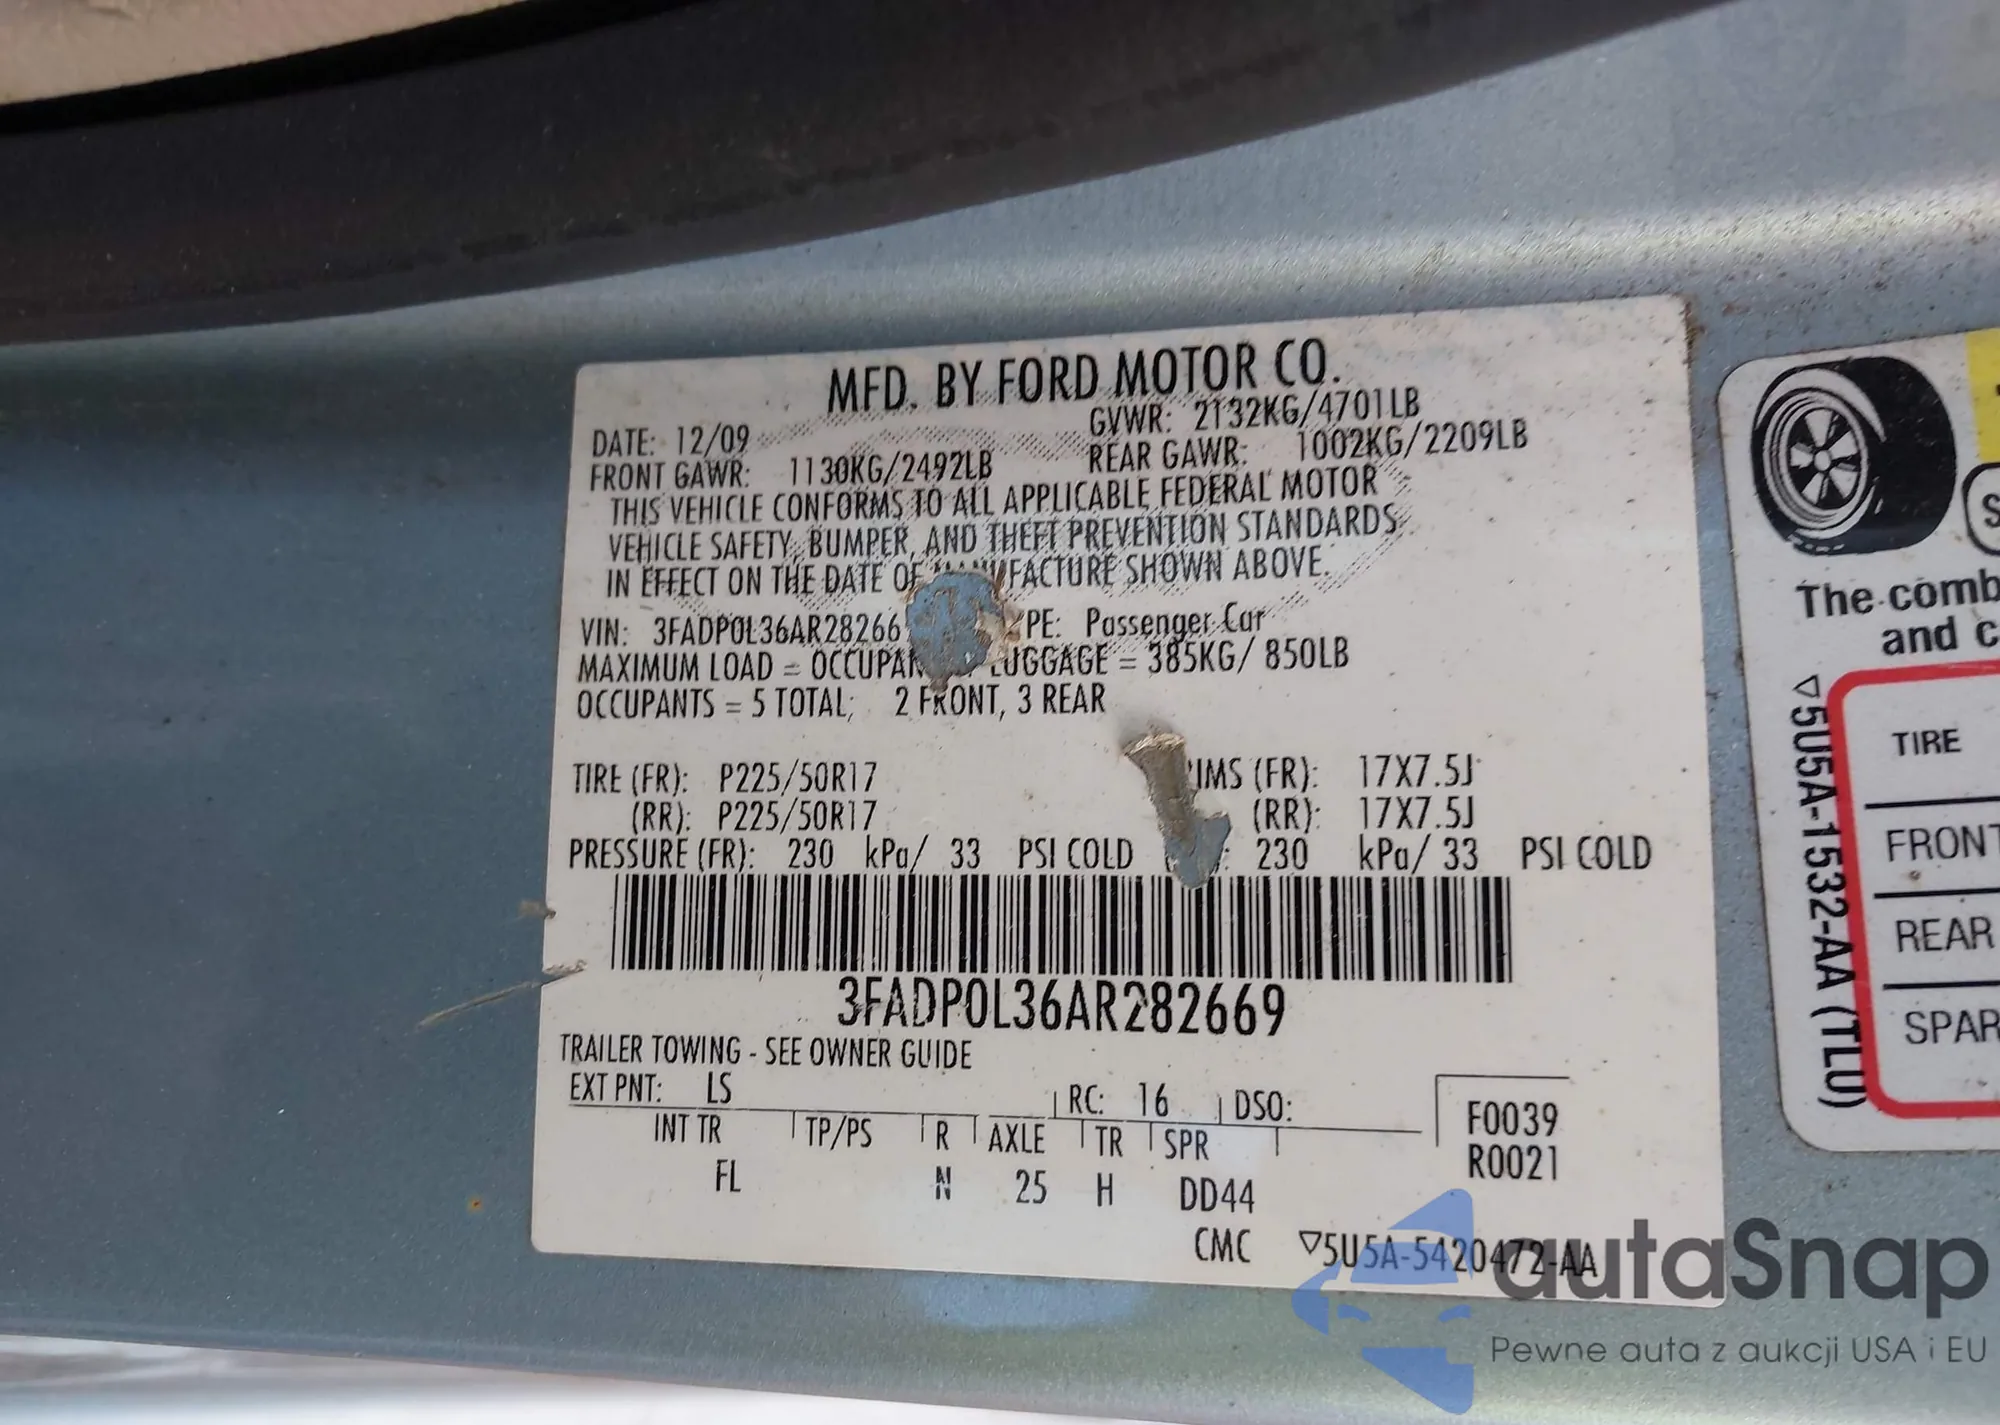 MFD. BY FORD MOTOR CO.
DATE: 12/09 GVWR: 2132KG/4701LB
FRONT GAWR: 1130KG/2492LB REAR GAWR: 1002KG/2209LB
THIS VEHICLE CONFORMS TO ALL APPLICABLE FEDERAL MOTOR
VEHICLE SAFETY, BUMPER, AND THEFT PREVENTION STANDARDS
IN EFFECT ON THE DATE OF MANUFACTURE SHOWN ABOVE.
VIN: 3FADP0L36AR28266 PE: Passenger Car
MAXIMUM LOAD = OCCUPAN LUGGAGE = 385KG/ 850LB
OCCUPANTS = 5 TOTAL; 2 FRONT, 3 REAR
TIRE (FR): P225/50R17 IMS (FR): 17X7.5J
(RR): P225/50R17 (RR): 17X7.5J
PRESSURE (FR): 230 kPa/ 33 PSI COLD : 230 kPa/ 33 PSI COLD
3FADP0L36AR282669
TRAILER TOWING - SEE OWNER GUIDE
EXT PNT: LS RC: 16 DSO:
INT TR TP/PS R AXLE TR SPR
FL N 25 H DD44
F0039
R0021
CMC ▽5U5A-5420472-AA
The comb
and c
▽5U5A-1532-AA (TLU)
TIRE
FRONT
REAR
SPAR
autaSnap
Pewne auta z aukcji USA i EU